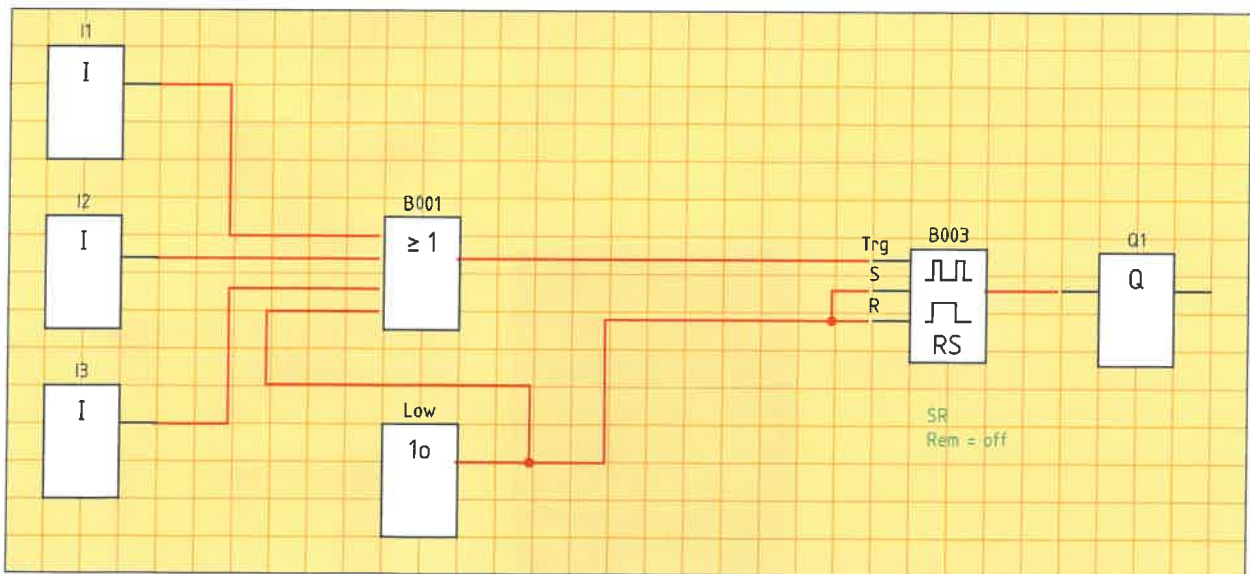 I1
I
I2
I
I3
I
B001
≥ 1
Low
1o
Trg
S
R
B003
RS
SR
Rem = off
Q1
Q